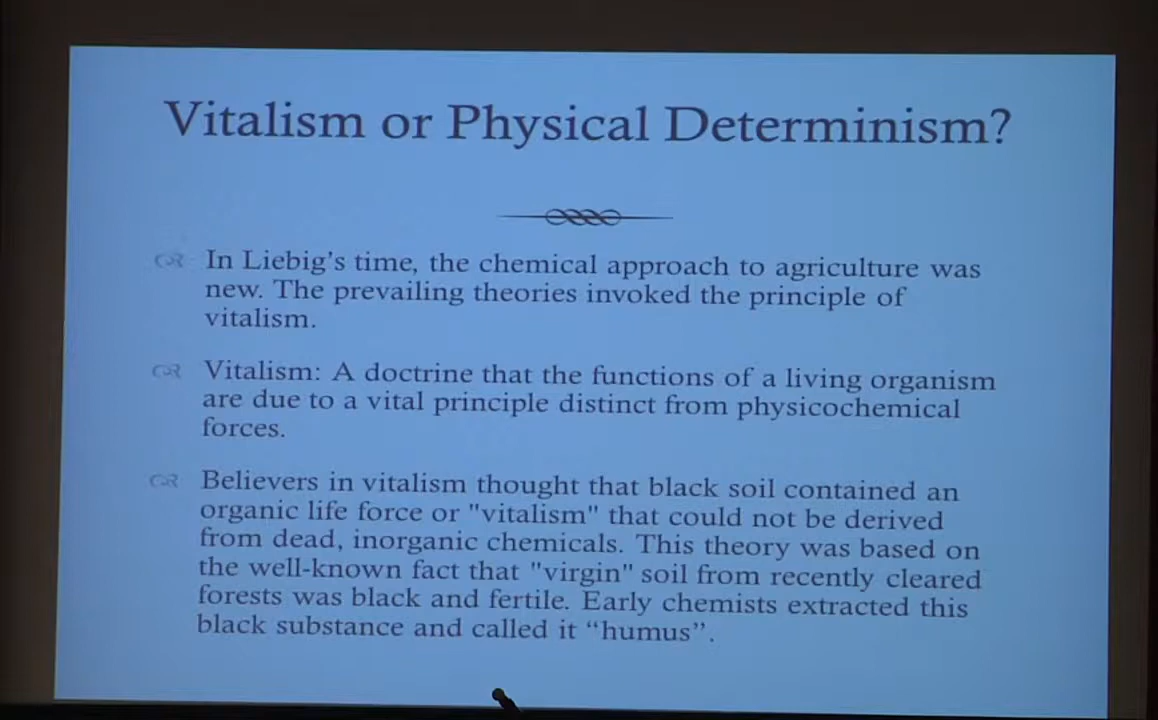 Vitalism or Physical Determinism?
In Liebig's time, the chemical approach to agriculture was
new. The prevailing theories invoked the principle of
vitalism.
Vitalism: A doctrine that the functions of a living organism
are due to a vital principle distinct from physicochemical
forces.
Believers in vitalism thought that black soil contained an
organic life force or "vitalism" that could not be derived
from dead, inorganic chemicals. This theory was based on
the well-known fact that "virgin" soil from recently cleared
forests was black and fertile. Early chemists extracted this
black substance and called it “humus”.